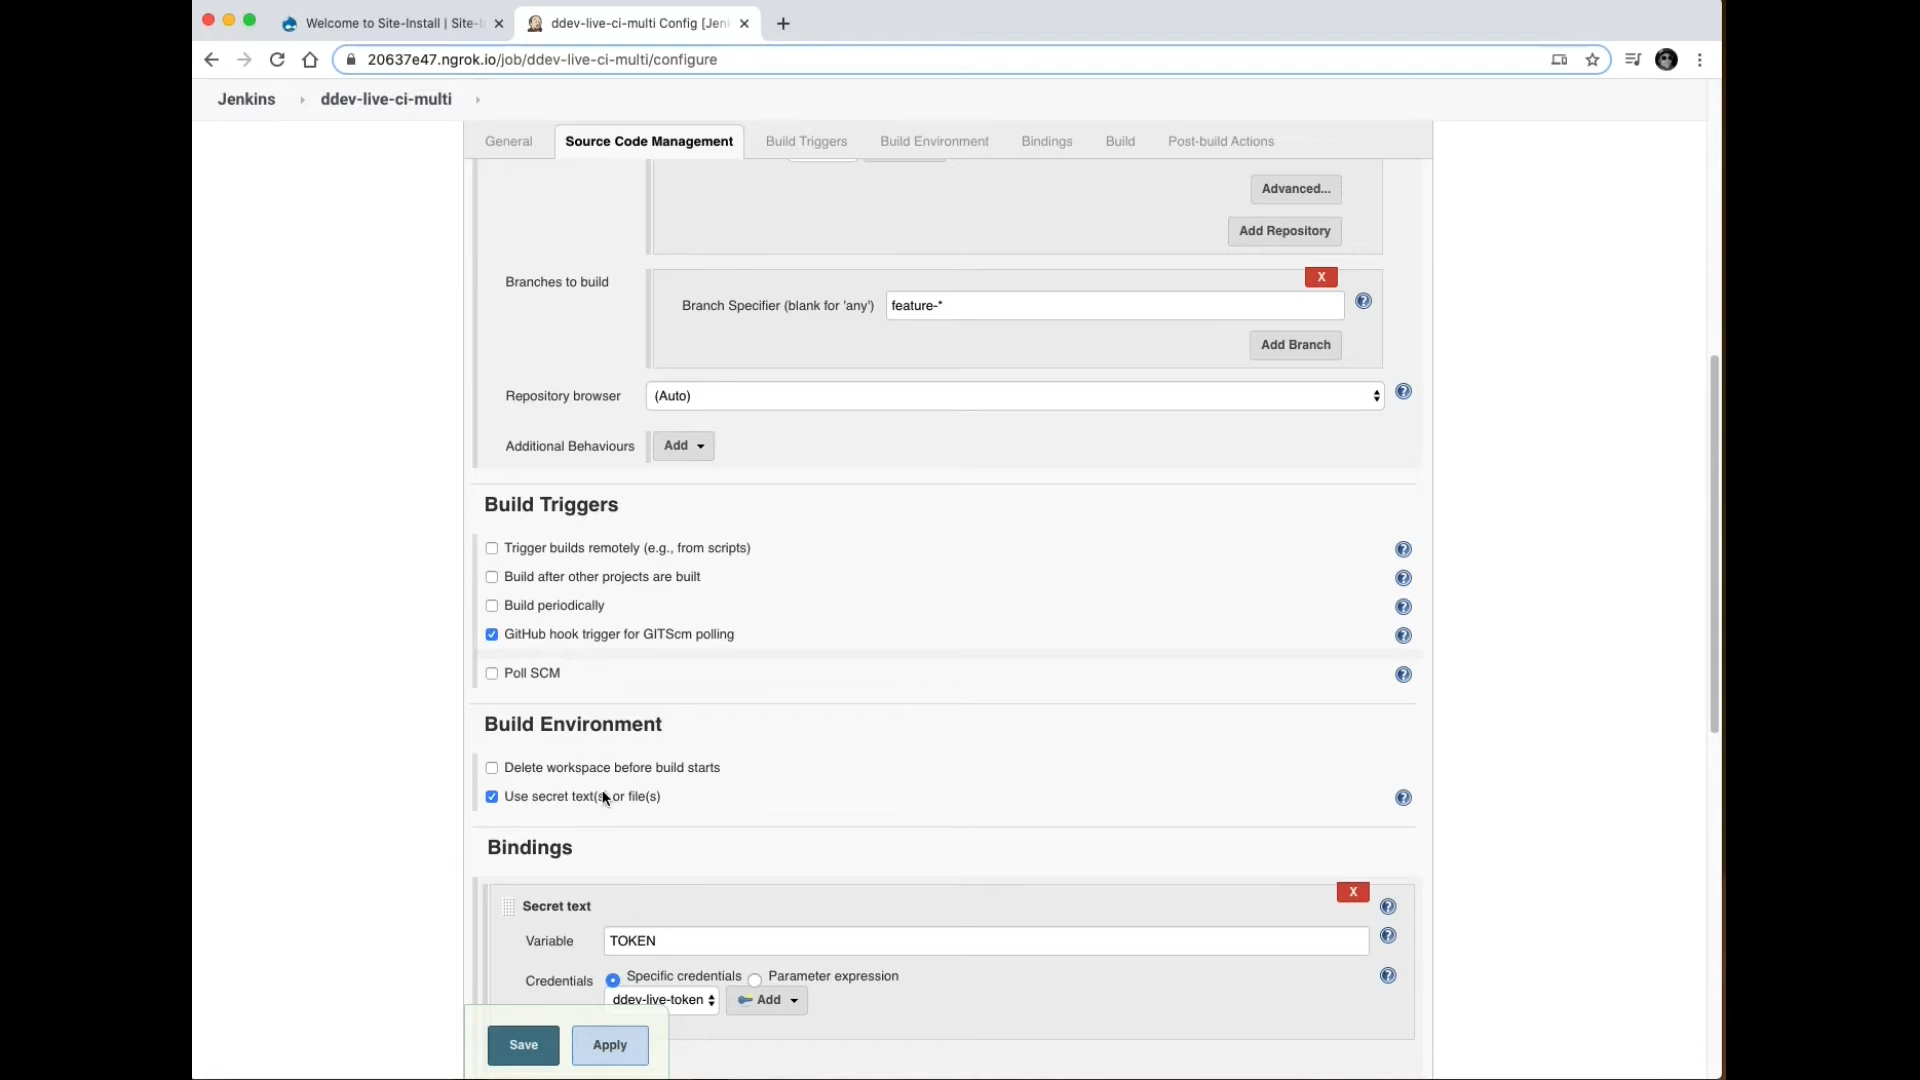 Welcome to Site-Install | Site-I
ddev-live-ci-multi Config [Jenk
20637e47.ngrok.io/job/ddev-live-ci-multi/configure
Jenkins
ddev-live-ci-multi
General
Source Code Management
Build Triggers
Build Environment
Bindings
Build
Post-build Actions
Advanced...
Add Repository
Branches to build
X
Branch Specifier (blank for 'any')
feature-*
Add Branch
Repository browser
(Auto)
Additional Behaviours
Add
Build Triggers
Trigger builds remotely (e.g., from scripts)
Build after other projects are built
Build periodically
GitHub hook trigger for GITScm polling
Poll SCM
Build Environment
Delete workspace before build starts
Use secret text(s) or file(s)
Bindings
X
Secret text
Variable
TOKEN
Credentials
Specific credentials
Parameter expression
ddev-live-token
Add
Save
Apply